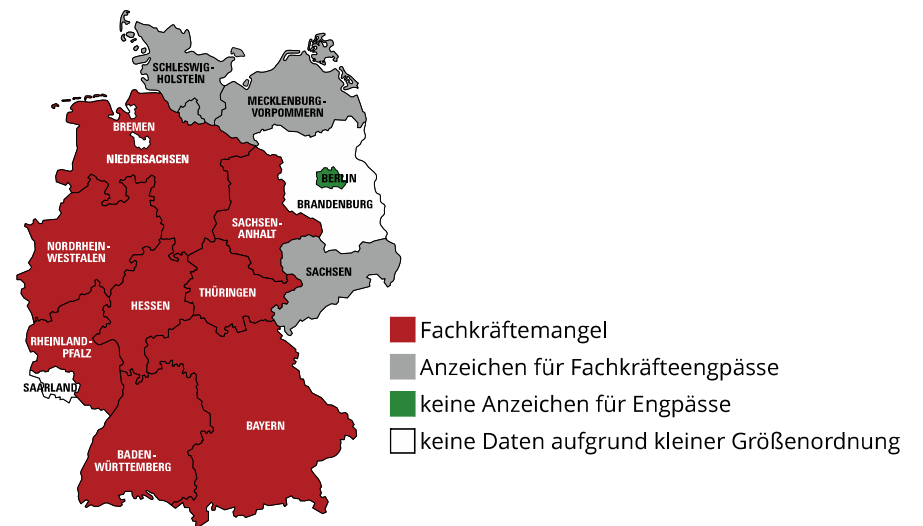 SCHLESWIG-
HOLSTEIN
MECKLENBURG-
VORPOMMERN
BREMEN
NIEDERSACHSEN
BERLIN
BRANDENBURG
SACHSEN-
ANHALT
NORDRHEIN-
WESTFALEN
SACHSEN
THÜRINGEN
HESSEN
RHEINLAND-
PFALZ
SAARLAND
BAYERN
BADEN-
WÜRTTEMBERG
Fachkräftemangel
Anzeichen für Fachkräfteengpässe
keine Anzeichen für Engpässe
keine Daten aufgrund kleiner Größenordnung